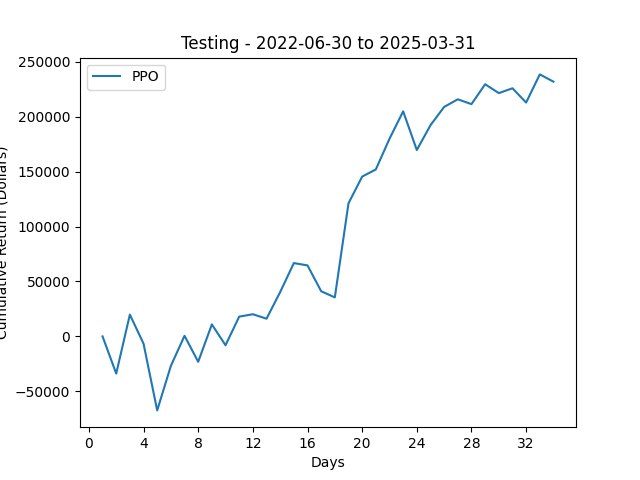 Testing - 2022-06-30 to 2025-03-31
PPO
Cumulative Return (Dollars)
250000
200000
150000
100000
50000
0
−50000
0 4 8 12 16 20 24 28 32
Days